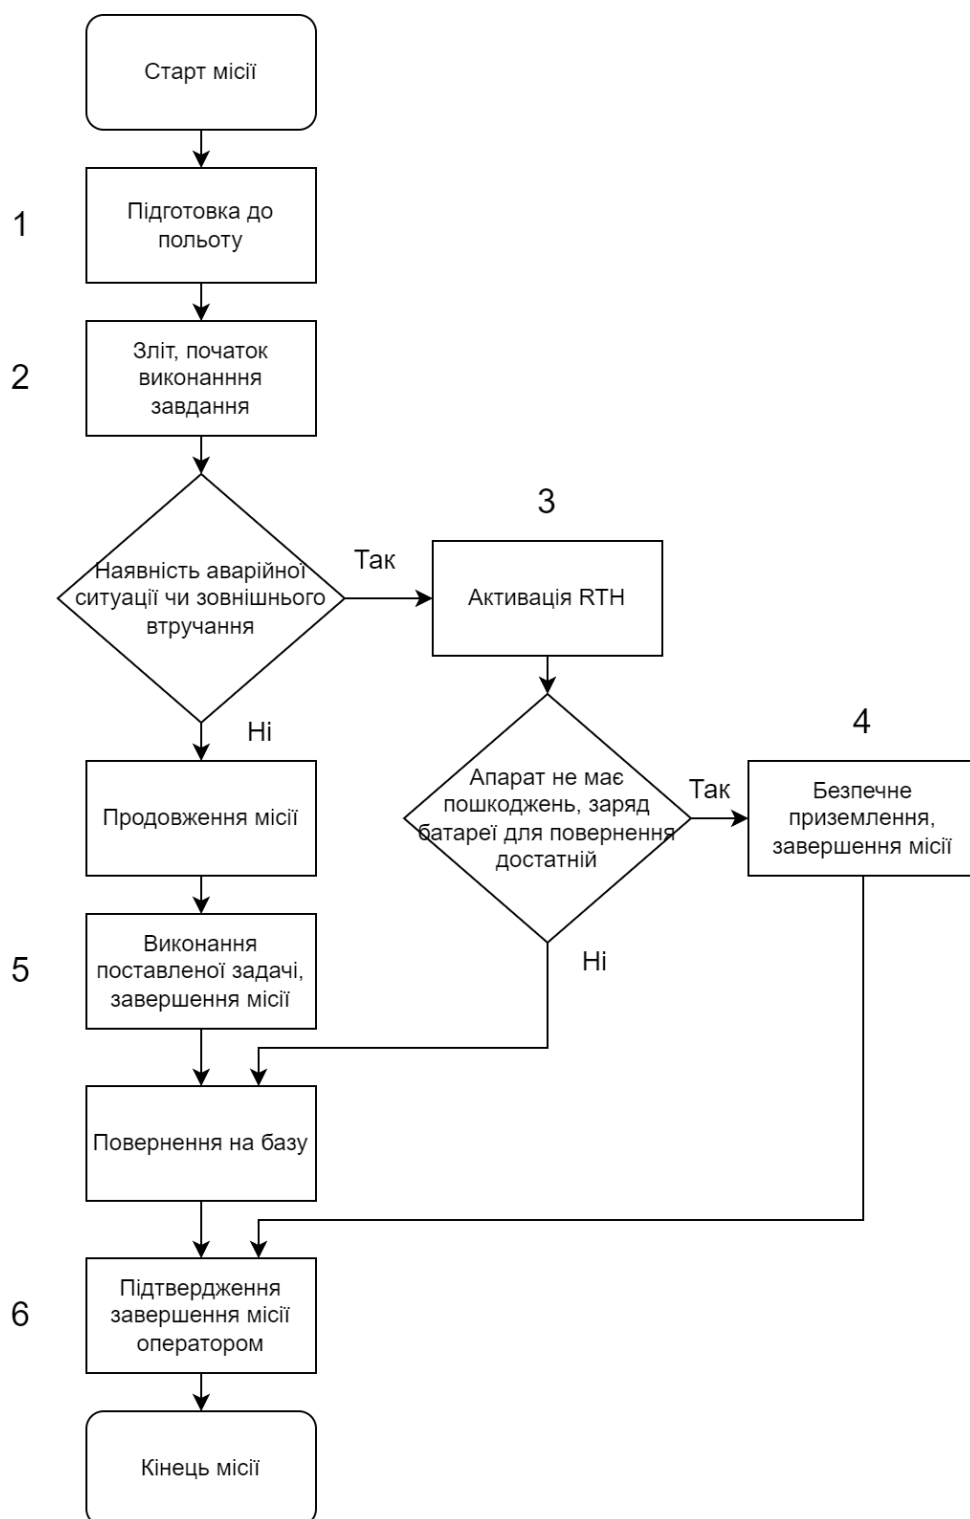 Старт місії
1
Підготовка до
польоту
2
Зліт, початок
виконанння
завдання
Наявність аварійної
ситуації чи зовнішнього
втручання
Так
3
Активація RTH
Ні
4
Продовження місії
Апарат не має
пошкоджень, заряд
батареї для повернення
достатній
Так
Безпечне
приземлення,
завершення місії
5
Виконання
поставленої задачі,
завершення місії
Ні
Повернення на базу
6
Підтвердження
завершення місії
оператором
Кінець місії